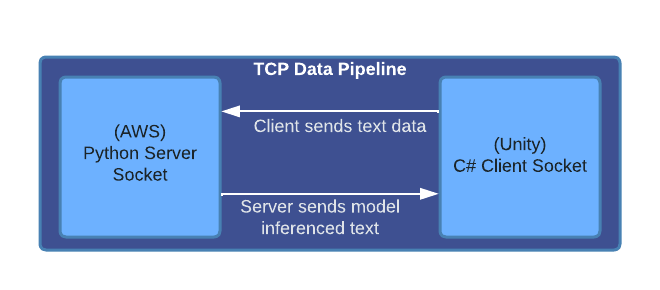 TCP Data Pipeline
(AWS)
Python Server
Socket
Client sends text data
Server sends model
inferenced text
(Unity)
C# Client Socket